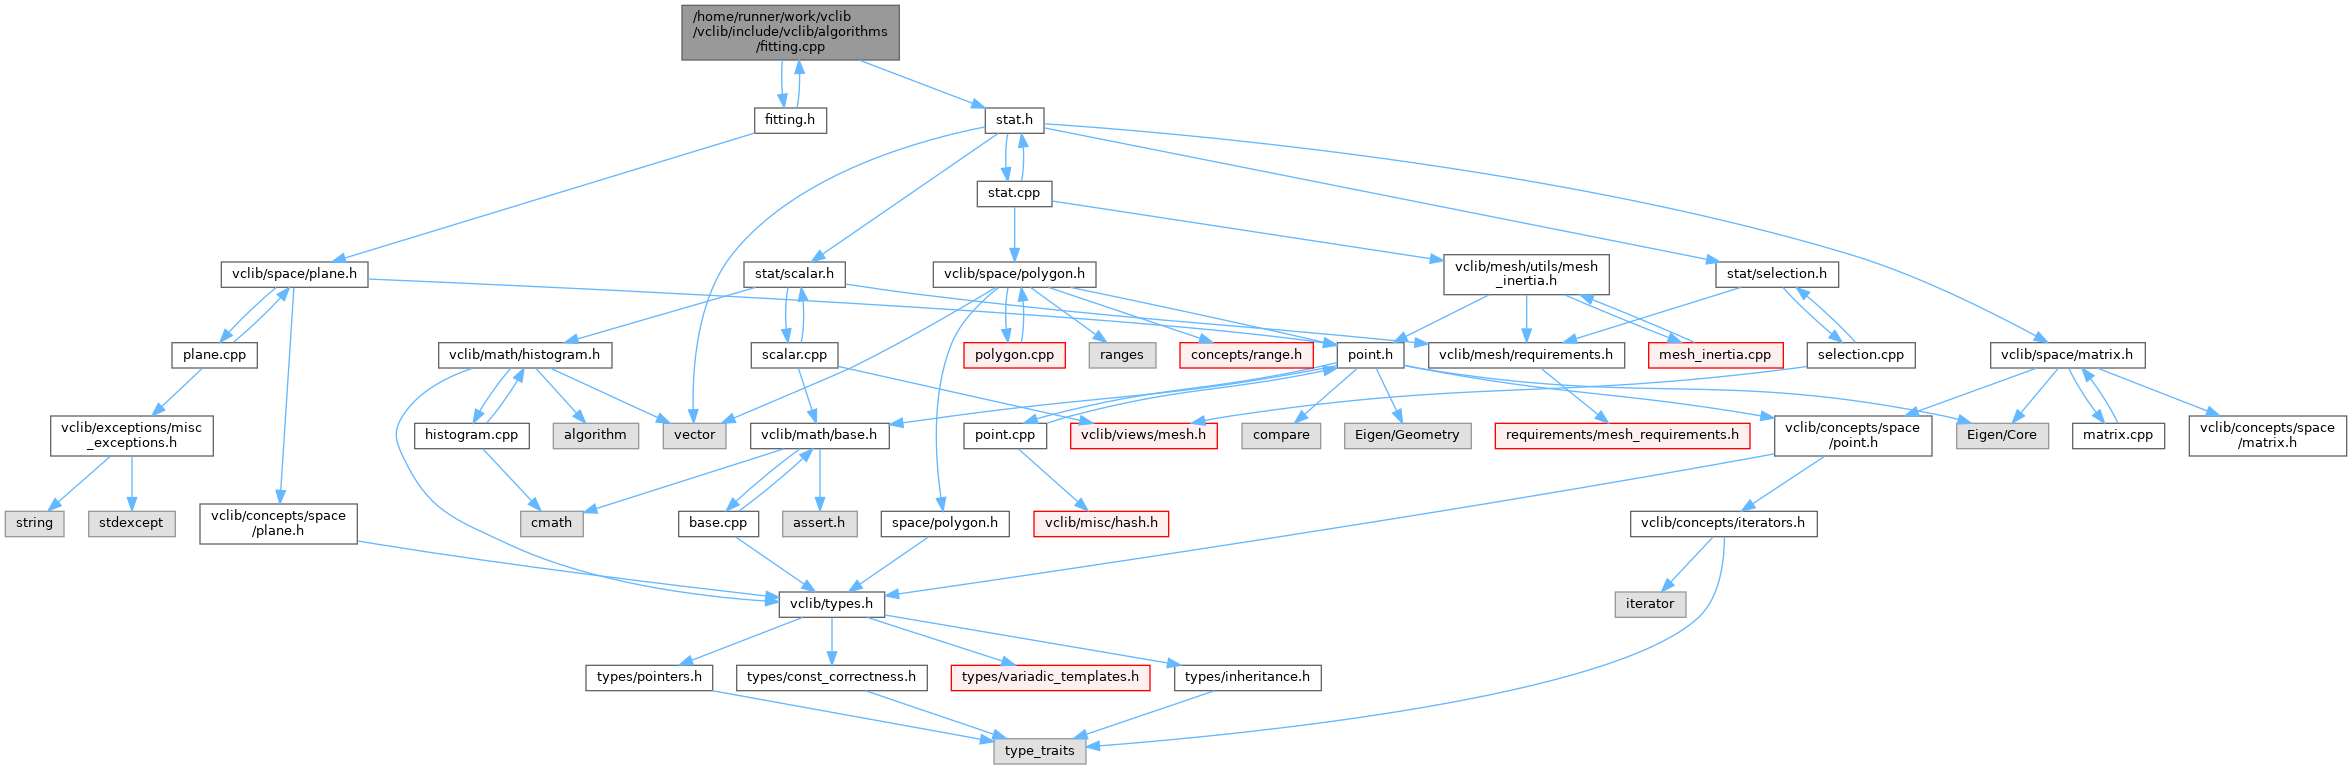 /home/runner/work/vclib
/vclib/include/vclib/algorithms
/fitting.cpp
fitting.h
stat.h
stat.cpp
vclib/space/plane.h
stat/scalar.h
vclib/space/polygon.h
vclib/mesh/utils/mesh
_inertia.h
stat/selection.h
plane.cpp
vclib/math/histogram.h
scalar.cpp
polygon.cpp
ranges
concepts/range.h
point.h
vclib/mesh/requirements.h
mesh_inertia.cpp
selection.cpp
vclib/space/matrix.h
vclib/exceptions/misc
_exceptions.h
histogram.cpp
algorithm
vector
vclib/math/base.h
point.cpp
vclib/views/mesh.h
compare
Eigen/Geometry
requirements/mesh_requirements.h
vclib/concepts/space
/point.h
Eigen/Core
matrix.cpp
vclib/concepts/space
/matrix.h
string
stdexcept
vclib/concepts/space
/plane.h
cmath
base.cpp
assert.h
space/polygon.h
vclib/misc/hash.h
vclib/concepts/iterators.h
vclib/types.h
iterator
types/pointers.h
types/const_correctness.h
types/variadic_templates.h
types/inheritance.h
type_traits